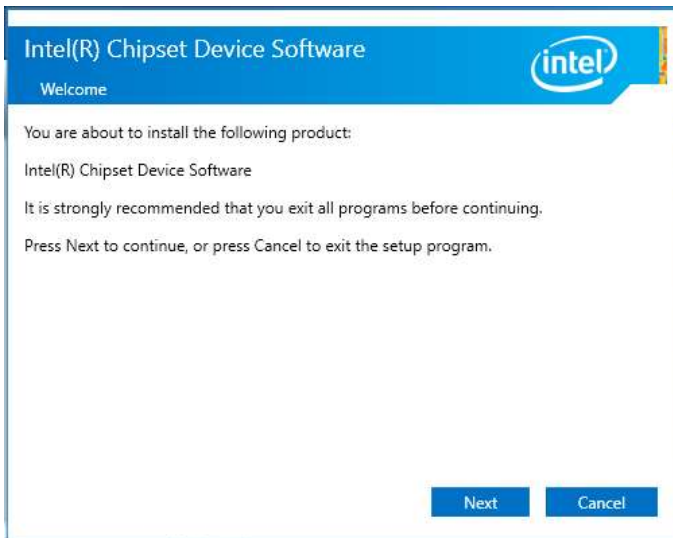 Intel(R) Chipset Device Software
intel
Welcome
You are about to install the following product:
Intel(R) Chipset Device Software
It is strongly recommended that you exit all programs before continuing.
Press Next to continue, or press Cancel to exit the setup program.
Next Cancel